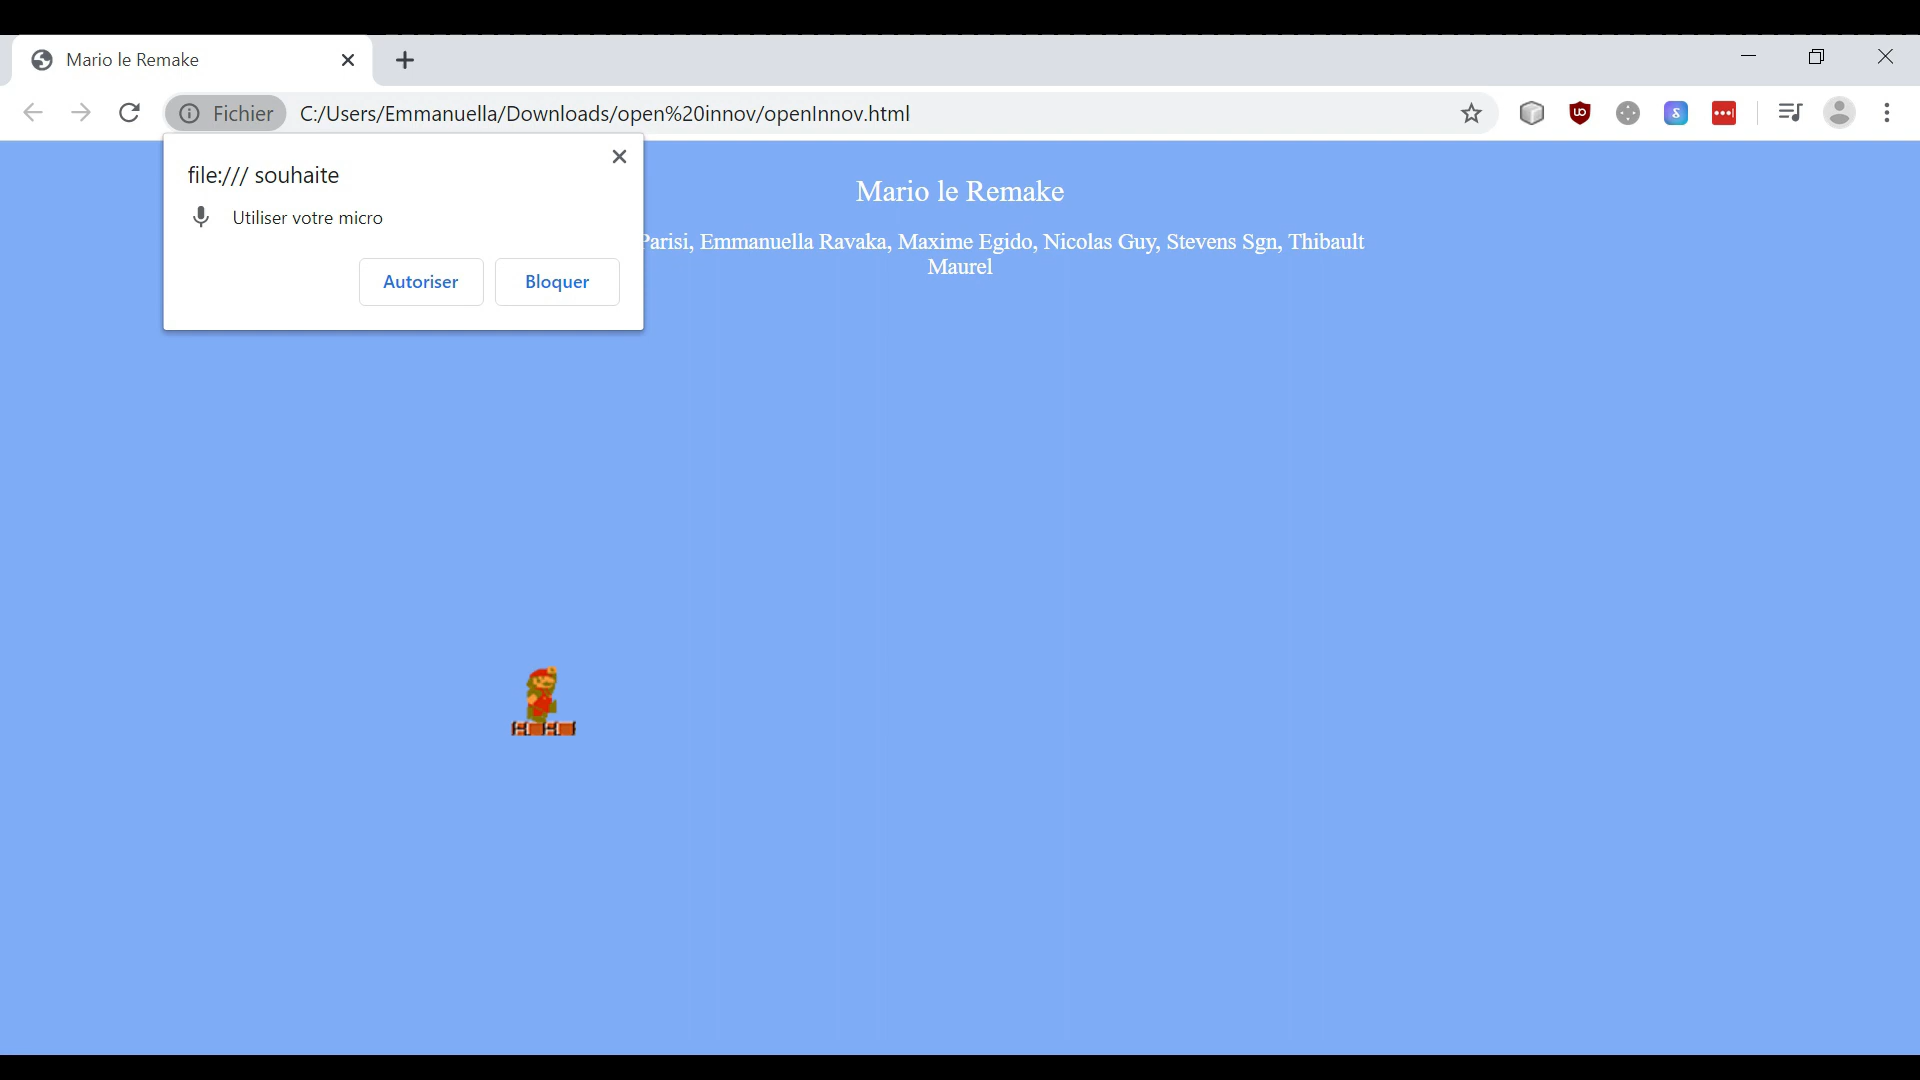 Mario le Remake
Fichier C:/Users/Emmanuella/Downloads/open%20innov/openInnov.html
file:/// souhaite
Utiliser votre micro
Autoriser Bloquer
Mario le Remake
Parisi, Emmanuella Ravaka, Maxime Egido, Nicolas Guy, Stevens Sgn, Thibault
Maurel